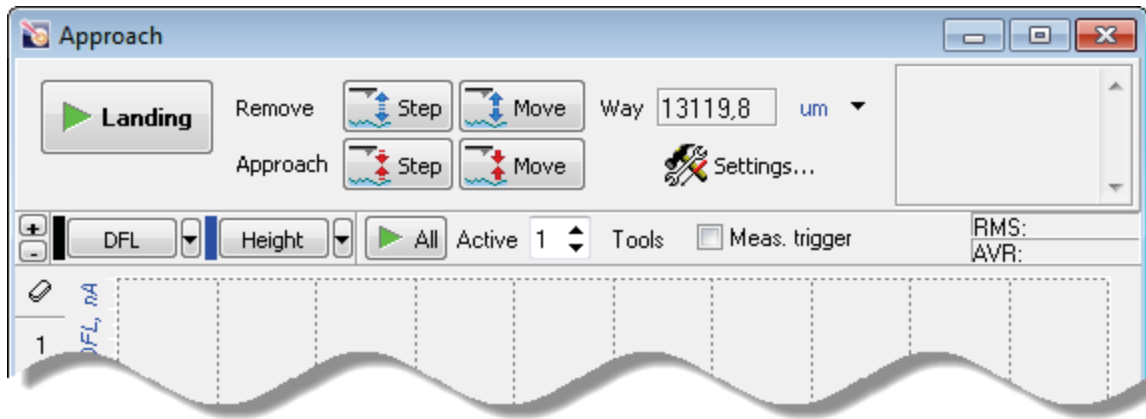 Approach
Landing Remove Step Move Way 13119,8 um
Approach Step Move Settings...
+
-
DFL Height All Active 1 Tools Meas. trigger RMS:
AVR:
DFL, nA
1